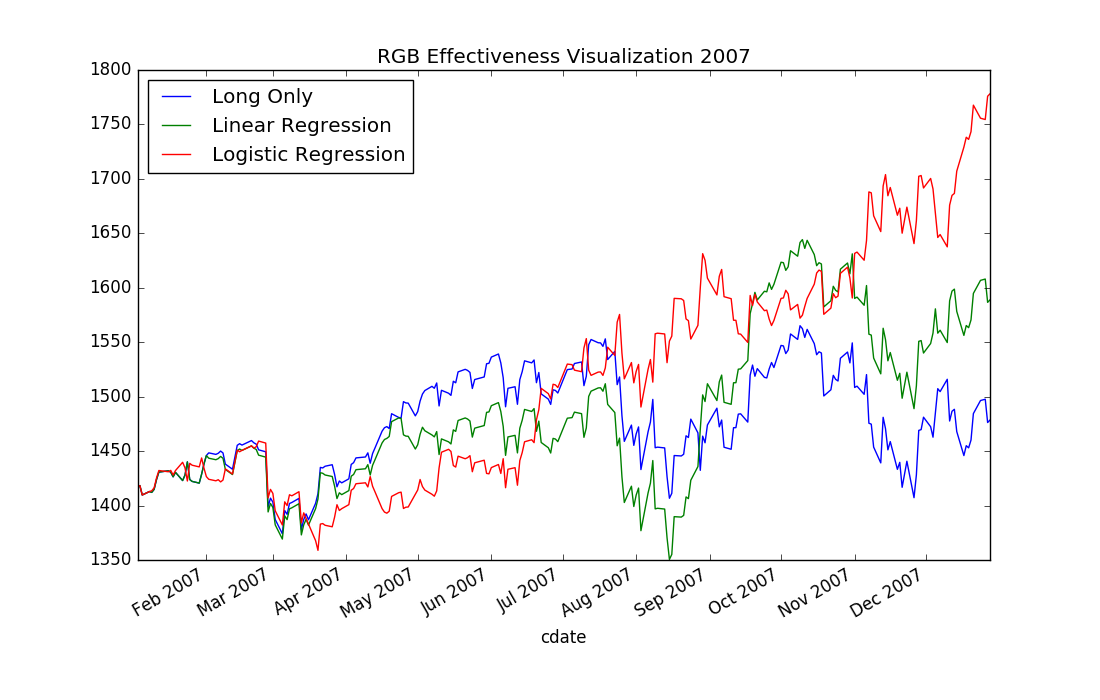 RGB Effectiveness Visualization 2007
Long Only
Linear Regression
Logistic Regression
1800
1750
1700
1650
1600
1550
1500
1450
1400
1350
Feb 2007
Mar 2007
Apr 2007
May 2007
Jun 2007
Jul 2007
Aug 2007
Sep 2007
Oct 2007
Nov 2007
Dec 2007
cdate